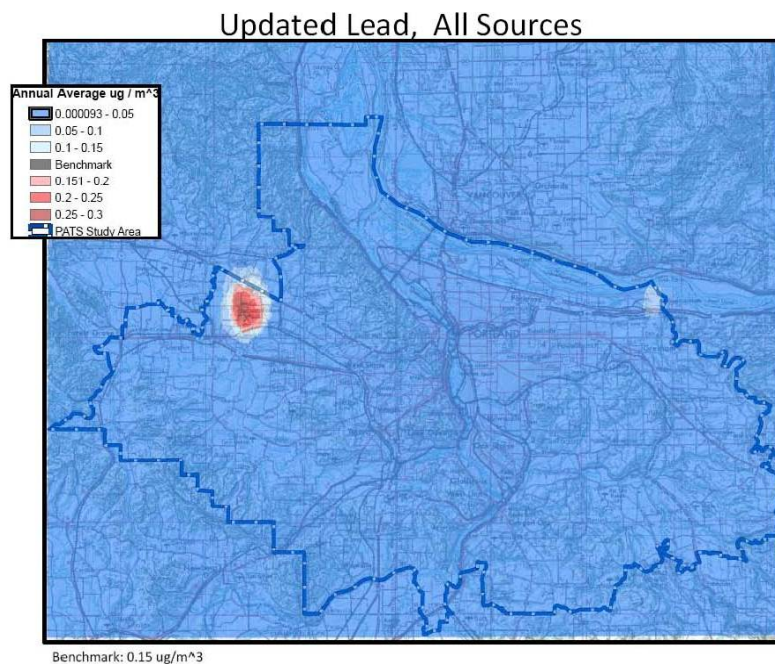 Updated Lead, All Sources
Annual Average ug / m^3
0.000093 - 0.05
0.05 - 0.1
0.1 - 0.15
Benchmark
0.151 - 0.2
0.2 - 0.25
0.25 - 0.3
PATS Study Area
VANCOUVER
Benchmark: 0.15 ug/m^3